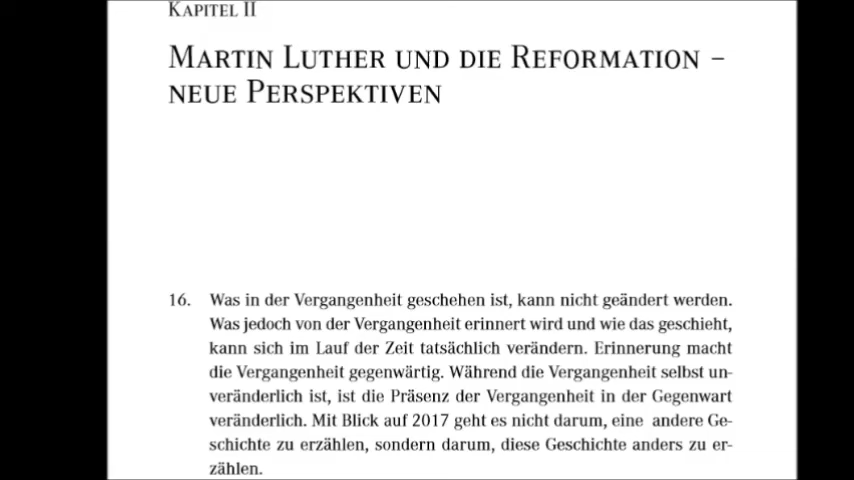 KAPITEL II
MARTIN LUTHER UND DIE REFORMATION –
NEUE PERSPEKTIVEN
16. Was in der Vergangenheit geschehen ist, kann nicht geändert werden.
Was jedoch von der Vergangenheit erinnert wird und wie das geschieht,
kann sich im Lauf der Zeit tatsächlich verändern. Erinnerung macht
die Vergangenheit gegenwärtig. Während die Vergangenheit selbst un-
veränderlich ist, ist die Präsenz der Vergangenheit in der Gegenwart
veränderlich. Mit Blick auf 2017 geht es nicht darum, eine andere Ge-
schichte zu erzählen, sondern darum, diese Geschichte anders zu er-
zählen.